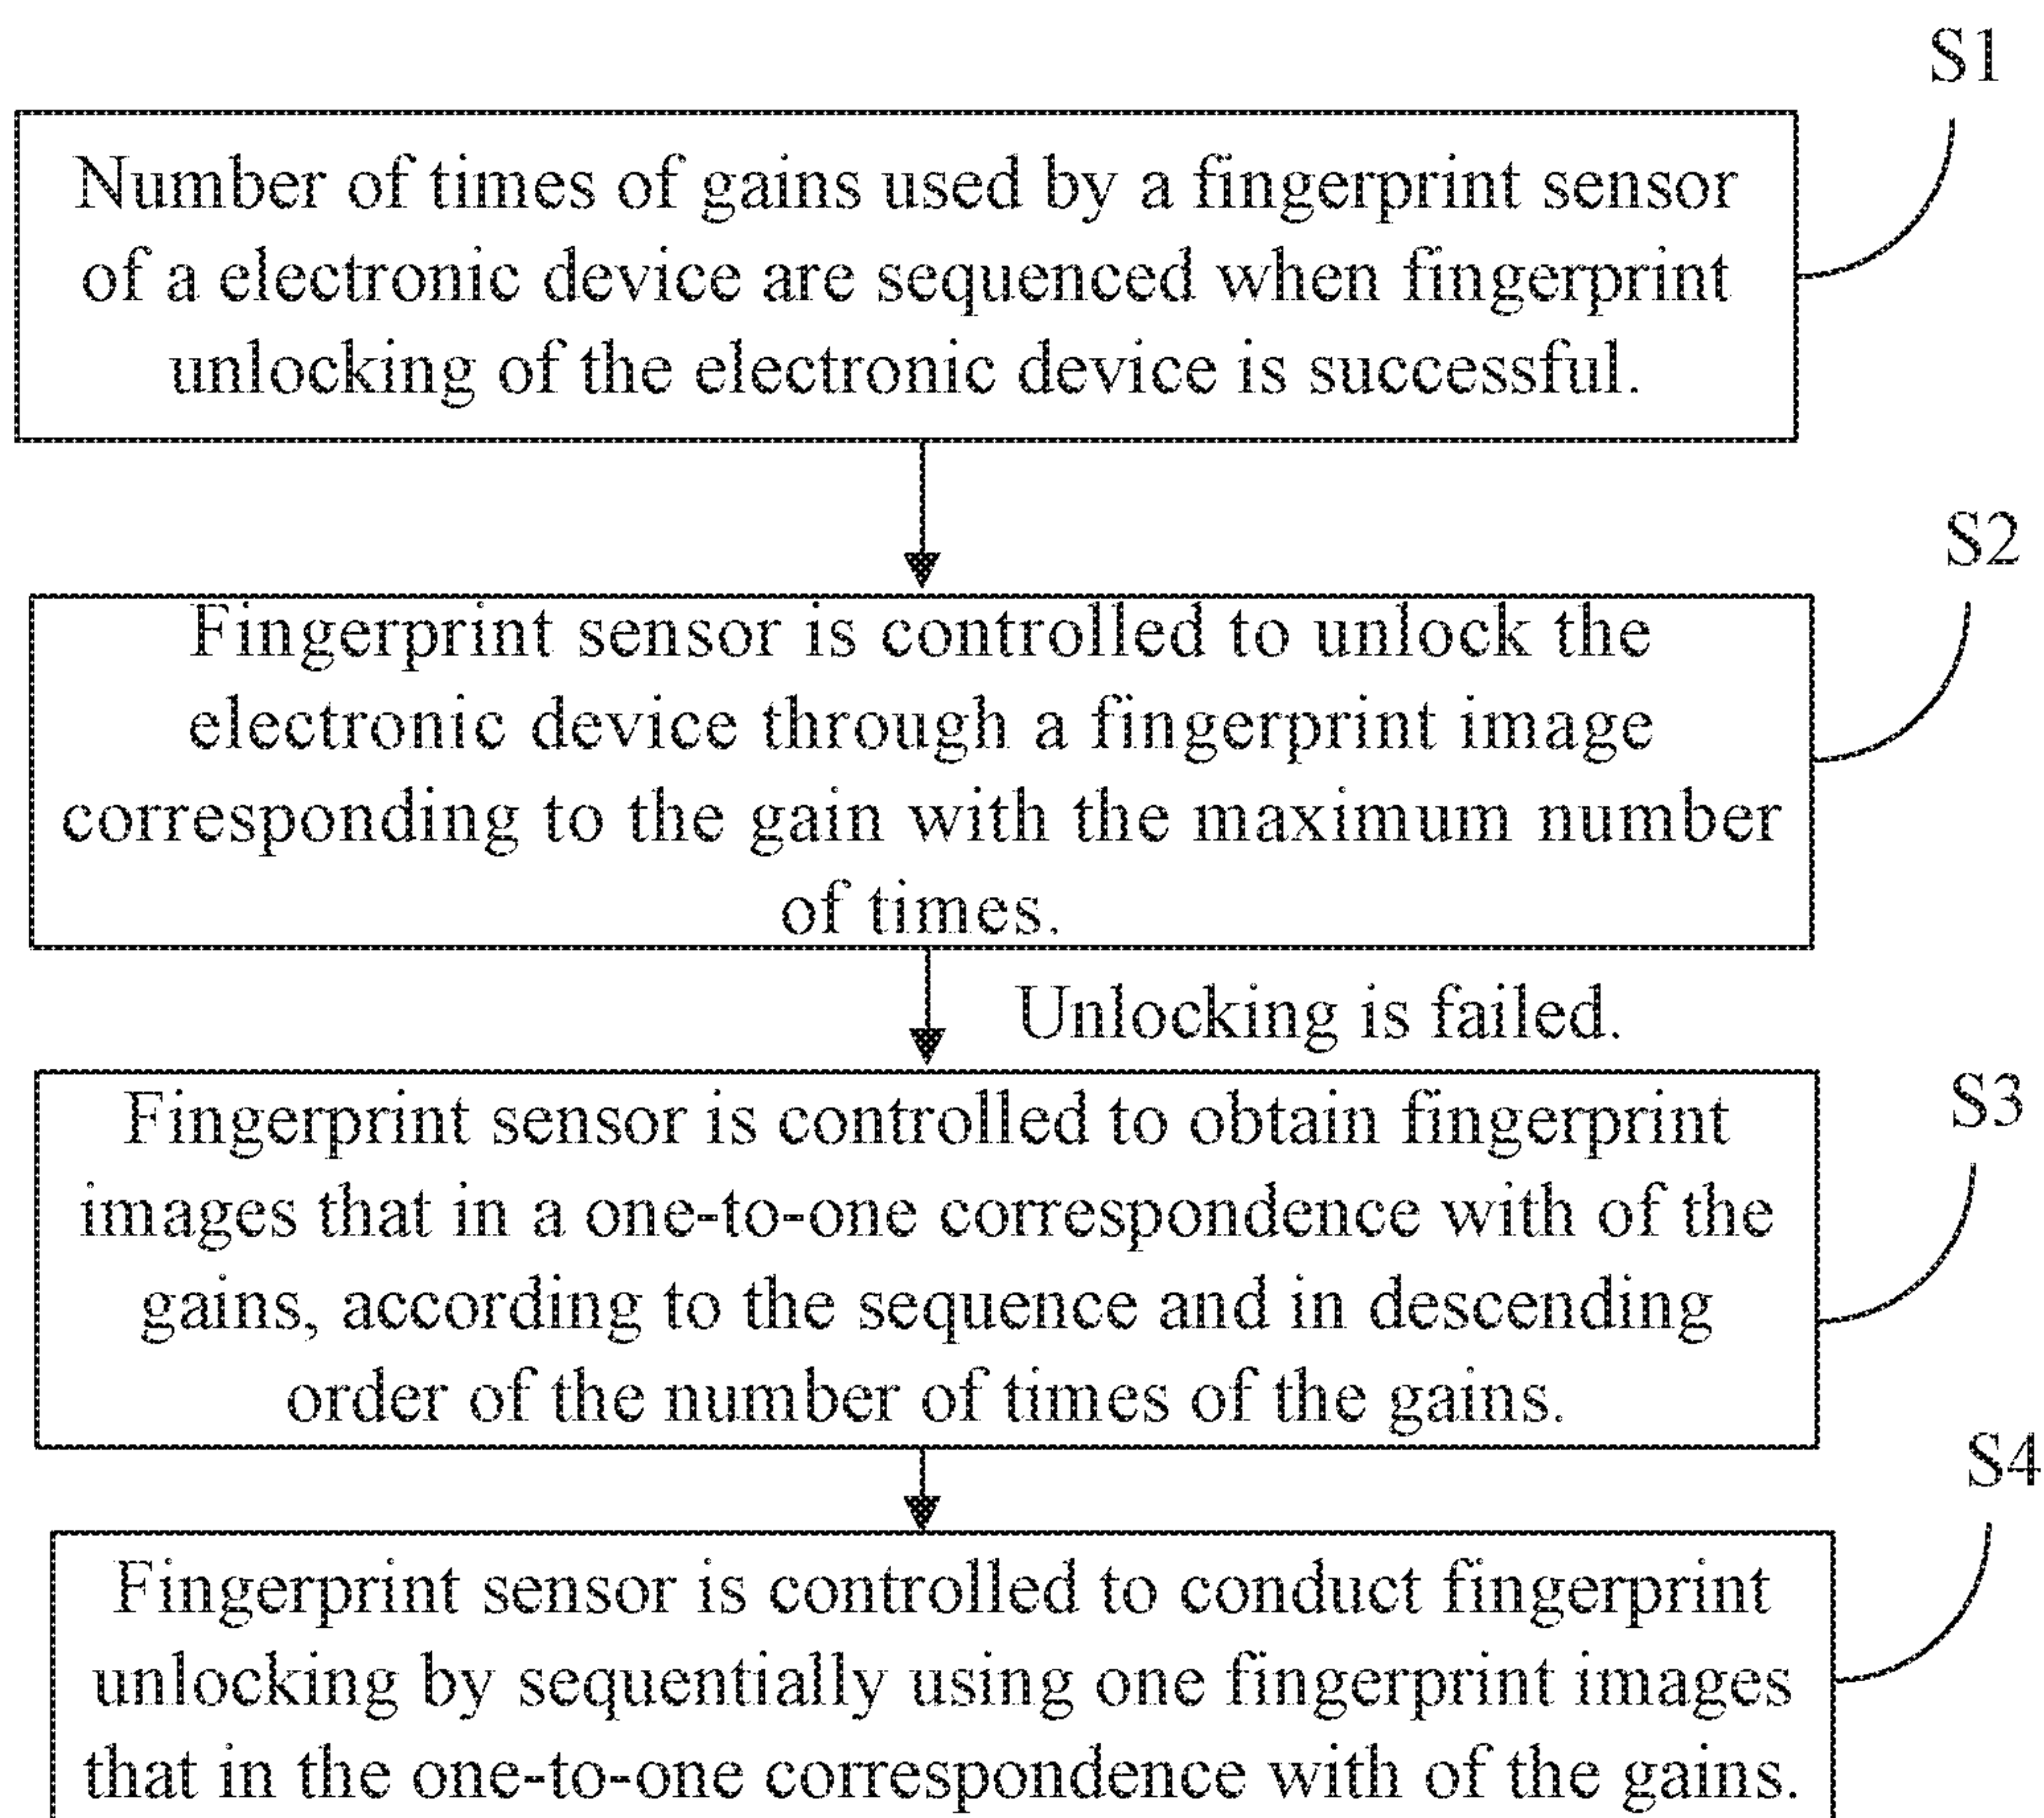 S1
Number of times of gains used by a fingerprint sensor
of a electronic device are sequenced when fingerprint
unlocking of the electronic device is successful.
S2
Fingerprint sensor is controlled to unlock the
electronic device through a fingerprint image
corresponding to the gain with the maximum number
of times.
Unlocking is failed.
S3
Fingerprint sensor is controlled to obtain fingerprint
images that in a one-to-one correspondence with of the
gains, according to the sequence and in descending
order of the number of times of the gains.
S4
Fingerprint sensor is controlled to conduct fingerprint
unlocking by sequentially using one fingerprint images
that in the one-to-one correspondence with of the gains.